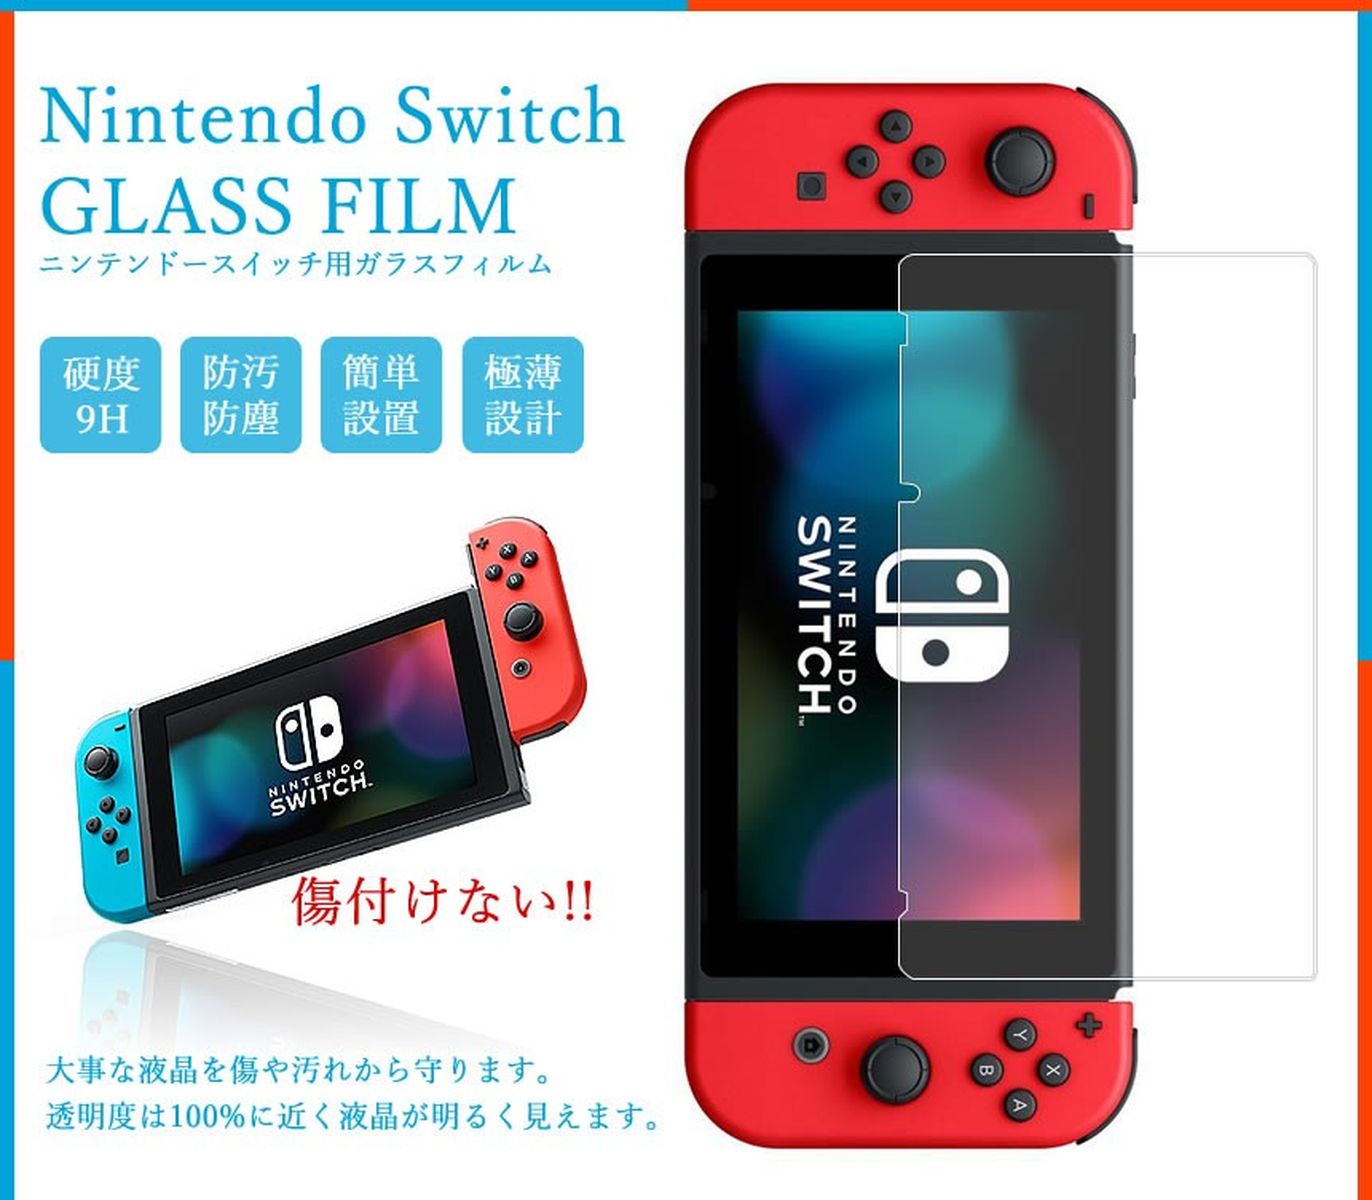 Nintendo Switch
GLASS FILM
ニンテンドースイッチ用ガラスフィルム
硬度
9H
防汚
防塵
簡単
設置
極薄
設計
NINTENDO
SWITCH™
X
Y
A
B
NINTENDO
SWITCH™
傷付けない!!
大事な液晶を傷や汚れから守ります。
透明度は100%に近く液晶が明るく見えます。
Y
B
X
A